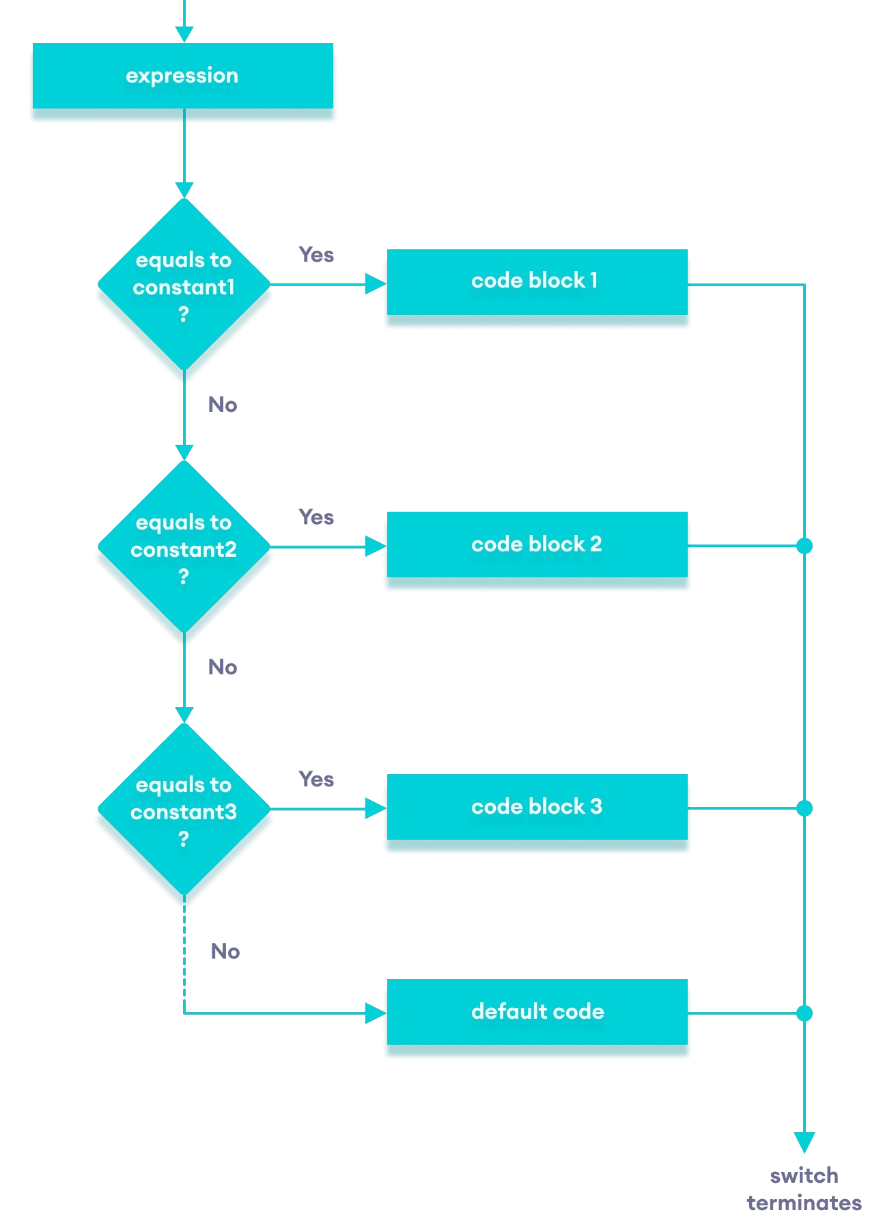 expression
equals to
constant1
?
Yes
code block 1
No
equals to
constant2
?
Yes
code block 2
No
equals to
constant3
?
Yes
code block 3
No
default code
switch
terminates